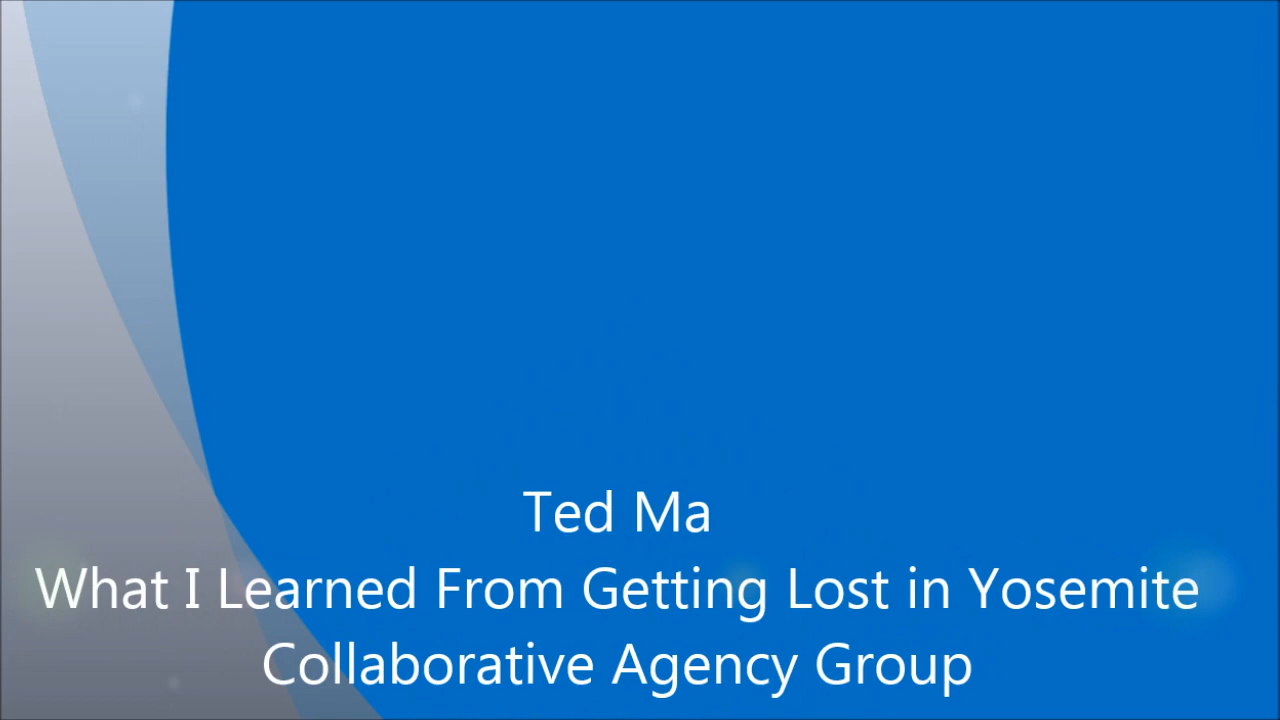 Ted Ma
What I Learned From Getting Lost in Yosemite
Collaborative Agency Group